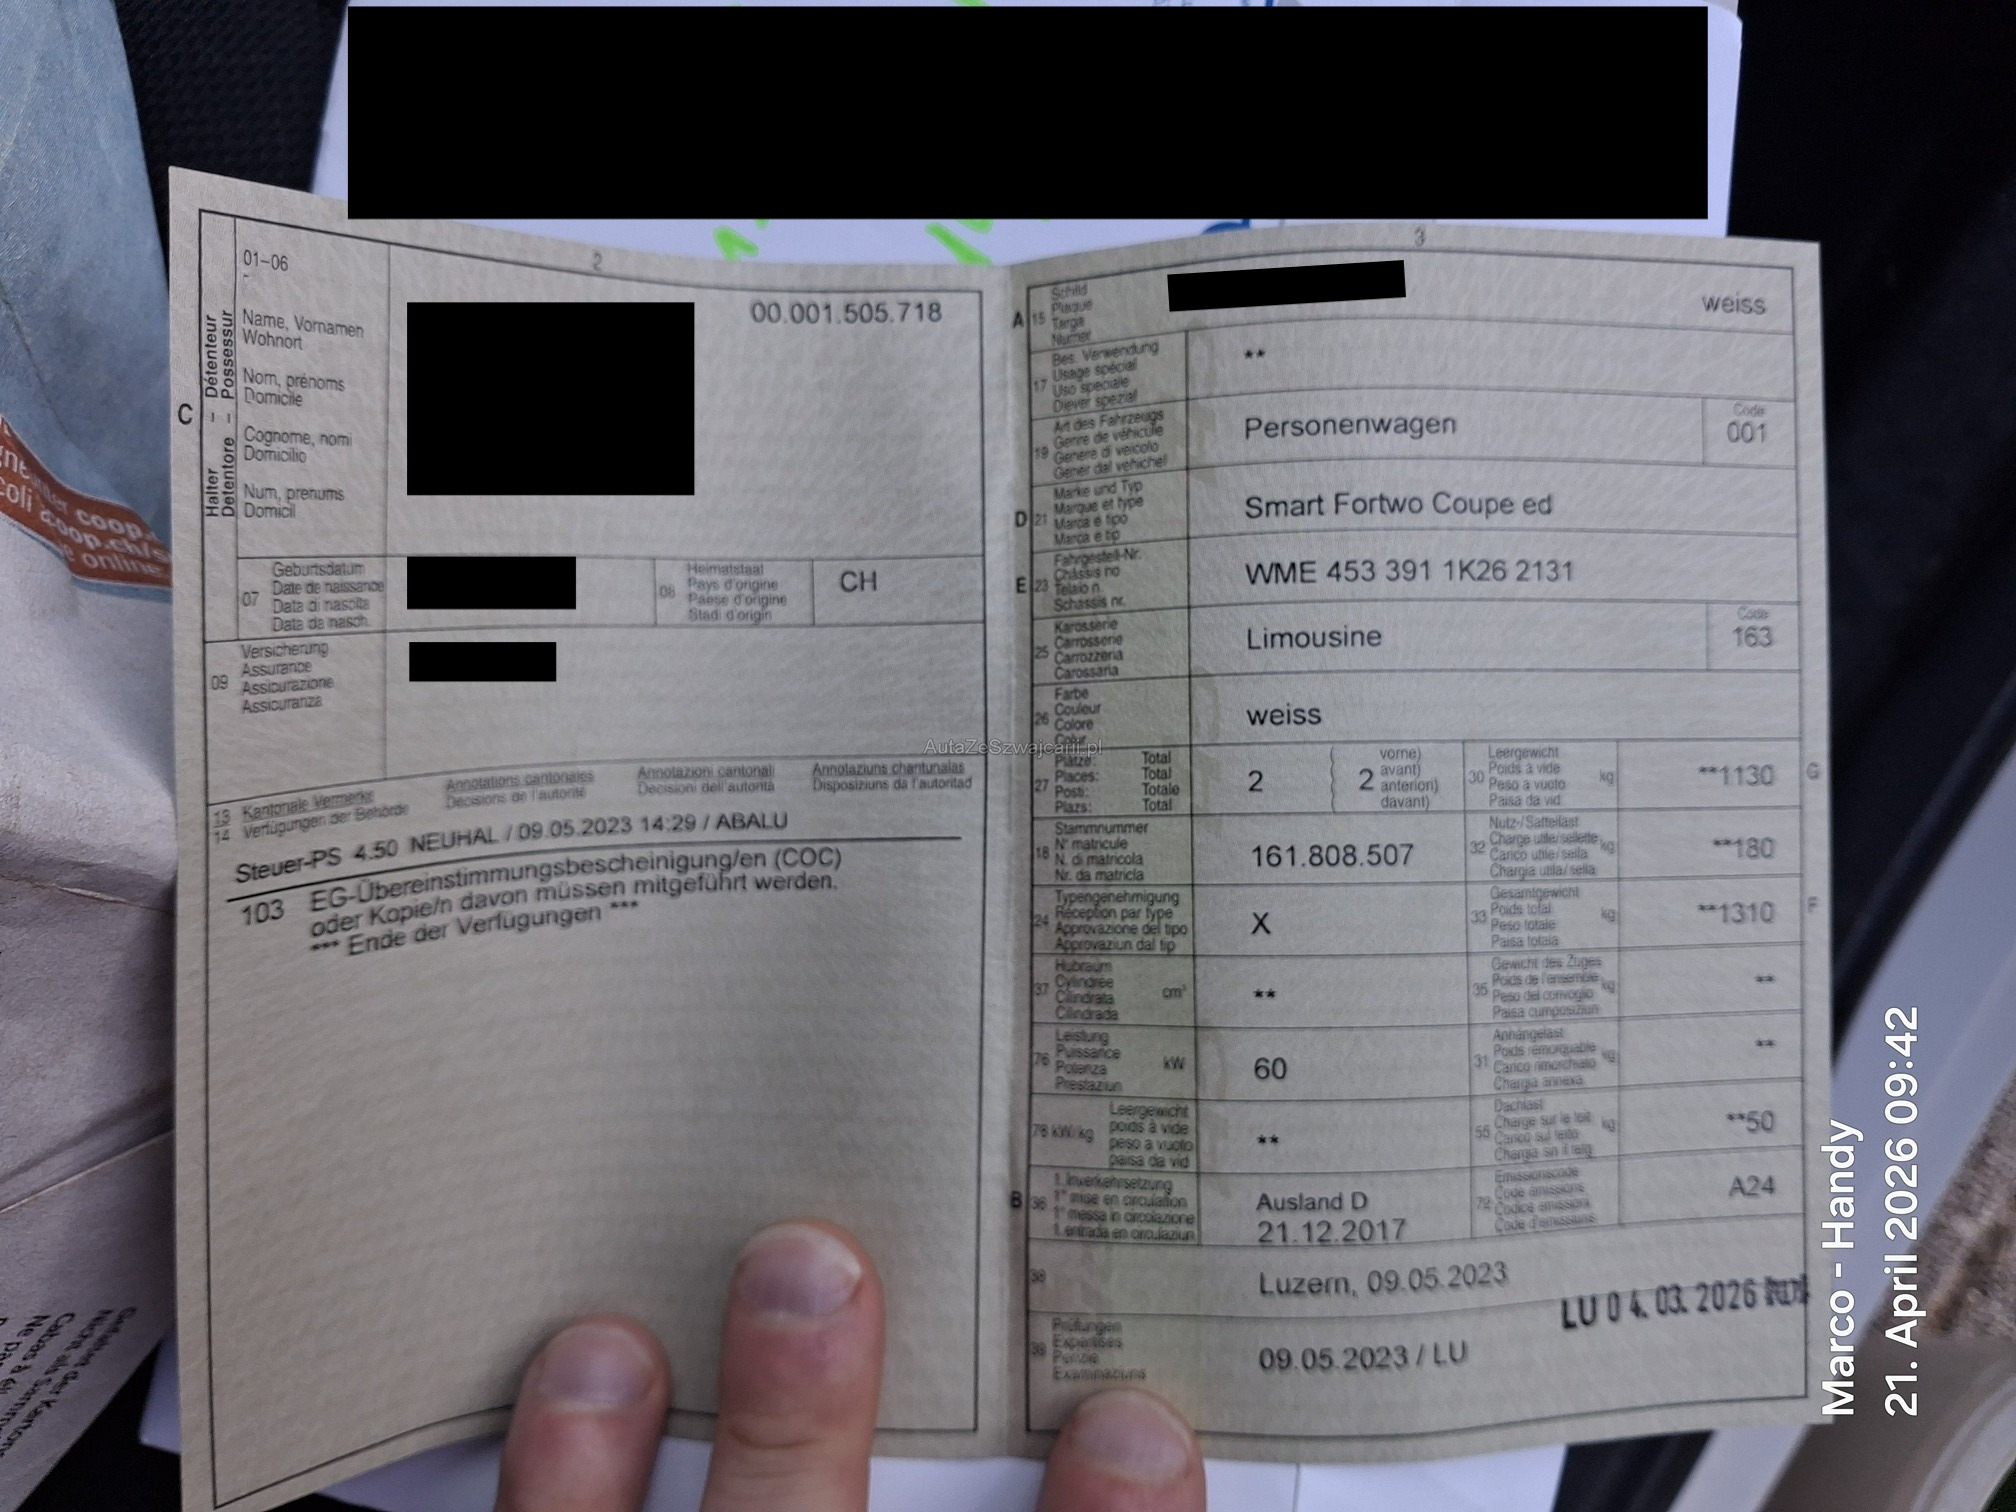 2
01-06
-
Name, Vornamen
Wohnort
Nom, prénoms
Domicile
Cognome, nomi
Domicilio
Num, prenums
Domicil
C
Halter – Détenteur
Detentore – Possessur
00.001.505.718
07
Geburtsdatum
Date de naissance
Data di nascita
Data da nasch.
08
Heimatstaat
Pays d'origine
Paese d'origine
Stadi d'origin
CH
09
Versicherung
Assurance
Assicurazione
Assicuranza
13 Kantonale Vermerke
14 Verfügungen der Behörde
Annotations cantonales
Décisions de l'autorité
Annotazioni cantonali
Decisioni dell'autorità
Annotaziuns chantunalas
Disposiziuns da l'autoritad
Steuer-PS 4.50 NEUHAL / 09.05.2023 14:29 / ABALU
103 EG-Übereinstimmungsbescheinigung/en (COC)
oder Kopie/n davon müssen mitgeführt werden.
*** Ende der Verfügungen ***
3
A 15
Schild
Plaque
Targa
Numer
weiss
17
Bes. Verwendung
Usage spécial
Uso speciale
Diever spezial
**
19
Art des Fahrzeugs
Genre de véhicule
Genere di veicolo
Gener dal vehichel
Personenwagen
Code
001
D 21
Marke und Typ
Marque et type
Marca e tipo
Marca e tip
Smart Fortwo Coupe ed
E 23
Fahrgestell-Nr.
Châssis no
Telaio n.
Schassis nr.
WME 453 391 1K26 2131
25
Karosserie
Carrosserie
Carrozzeria
Carossaria
Limousine
Code
163
26
Farbe
Couleur
Colore
Colur
weiss
27
Plätze: Total
Places: Total
Posti: Totale
Plazs: Total
2
2
vorne)
avant)
anteriori)
davant)
30
Leergewicht
Poids à vide
Peso a vuoto
Paisa da vid
kg
**1130
G
18
Stammnummer
N° matricule
N. di matricola
Nr. da matricla
161.808.507
32
Nutz-/Sattellast
Charge utile/sellette
Carico utile/sella
Chargia utila/sella
kg
**180
24
Typengenehmigung
Réception par type
Approvazione del tipo
Approvaziun dal tip
X
33
Gesamtgewicht
Poids total
Peso totale
Paisa totala
kg
**1310
F
37
Hubraum
Cylindrée
Cilindrata
Cilindrada
cm³
**
35
Gewicht des Zuges
Poids de l'ensemble
Peso del convoglio
Paisa cumposiziun
kg
**
76
Leistung
Puissance
Potenza
Prestaziun
kW
60
31
Anhängelast
Poids remorquable
Carico rimorchiato
Chargia annexa
kg
**
78 kW/kg
Leergewicht
poids à vide
peso a vuoto
paisa da vid
**
55
Dachlast
Charge sur le toit
Carico sul tetto
Chargia sin il tetg
kg
**50
B 36
1. Inverkehrsetzung
1re mise en circulation
1a messa in circolazione
1. entrada en circulaziun
Ausland D
21.12.2017
72
Emissionscode
Code émissions
Codice emissioni
Code d'emissiuns
A24
38
Luzern, 09.05.2023
LU 04. 03. 2026
39
Prüfungen
Expertises
Perizie
Examinaziuns
09.05.2023 / LU
AutaZeSzwajcarii.pl
Marco - Handy
21. April 2026 09:42
coop.
coop.ch/s
online.